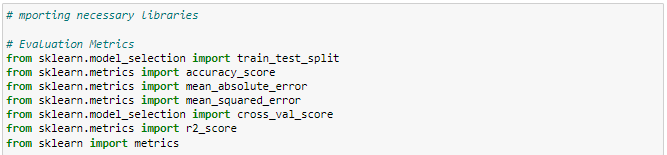 # mporting necessary libraries
# Evaluation Metrics
from sklearn.model_selection import train_test_split
from sklearn.metrics import accuracy_score
from sklearn.metrics import mean_absolute_error
from sklearn.metrics import mean_squared_error
from sklearn.model_selection import cross_val_score
from sklearn.metrics import r2_score
from sklearn import metrics